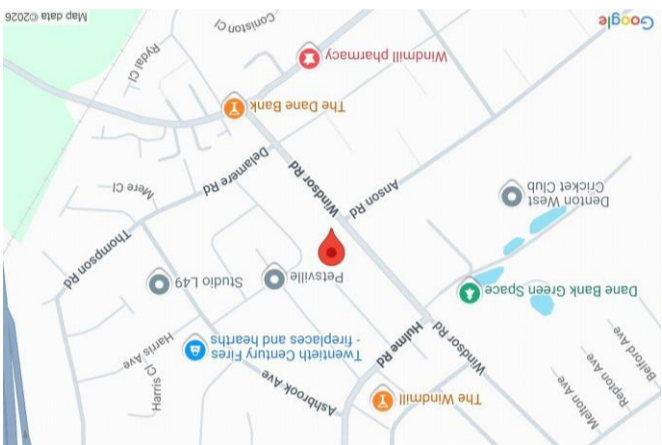 The Windmill
Belford Ave
Repton Ave
Melton Ave
Ashbrook Ave
Harris Cl
Windsor Rd
Hulme Rd
Twentieth Century Fires
- fireplaces and hearths
Harris Ave
Dane Bank Green Space
Petsville
Studio L49
Thompson Rd
Denton West
Cricket Club
Anson Rd
Windsor Rd
Delamere Rd
Mere Cl
The Dane Bank
Windmill pharmacy
Rydal Cl
Coniston Cl
Google
Map data ©2026